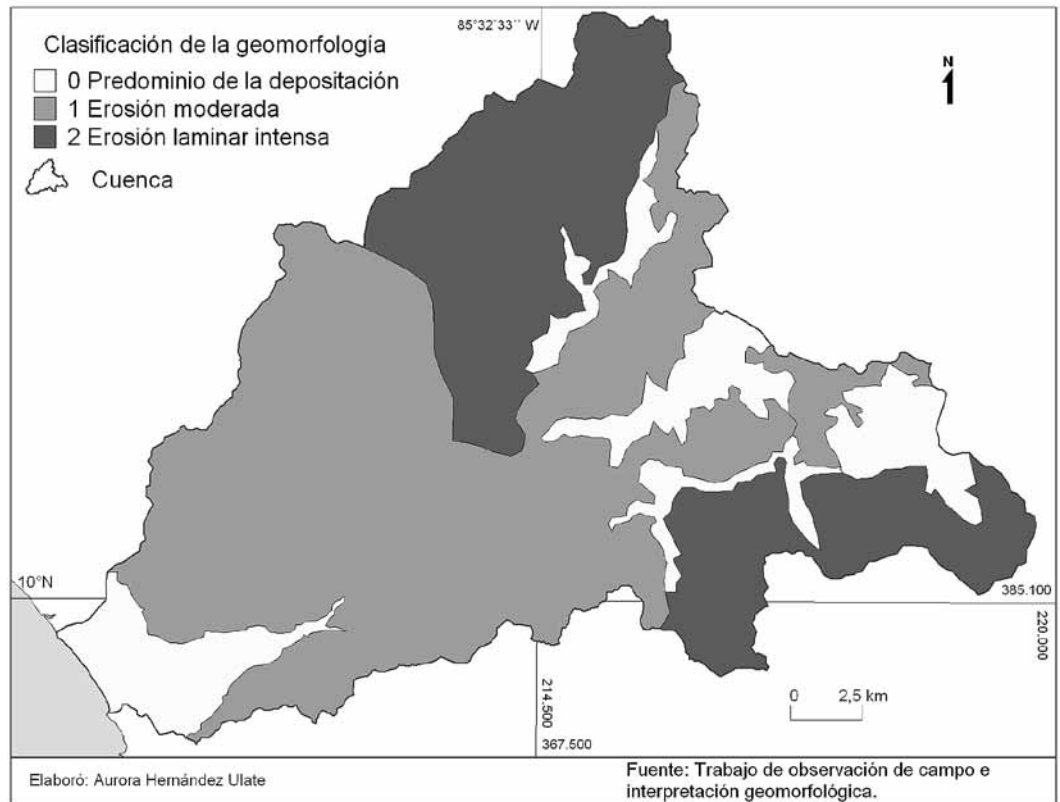 85°32´33´´ W
Clasificación de la geomorfología
0 Predominio de la depositación
1 Erosión moderada
2 Erosión laminar intensa
Cuenca
N
10°N
385.100
220.000
0 2,5 km
214.500
367.500
Elaboró: Aurora Hernández Ulate
Fuente: Trabajo de observación de campo e
interpretación geomorfológica.